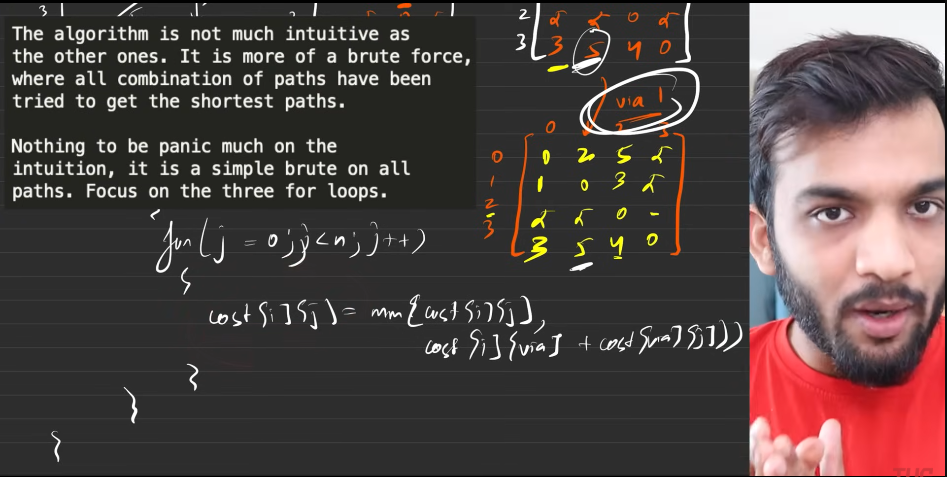 The algorithm is not much intuitive as
the other ones. It is more of a brute force,
where all combination of paths have been
tried to get the shortest paths.
Nothing to be panic much on the
intuition, it is a simple brute on all
paths. Focus on the three for loops.
2
3 3 5 4 0
via 1
0
0 0 2 5
1 1 0 3
2 0 -
3 3 5 4 0
for(j = 0; j<n; j++)
{
cost[i][j] = min(cost[i][j],
cost[i][via] + cost[via][j]))
}
}
}